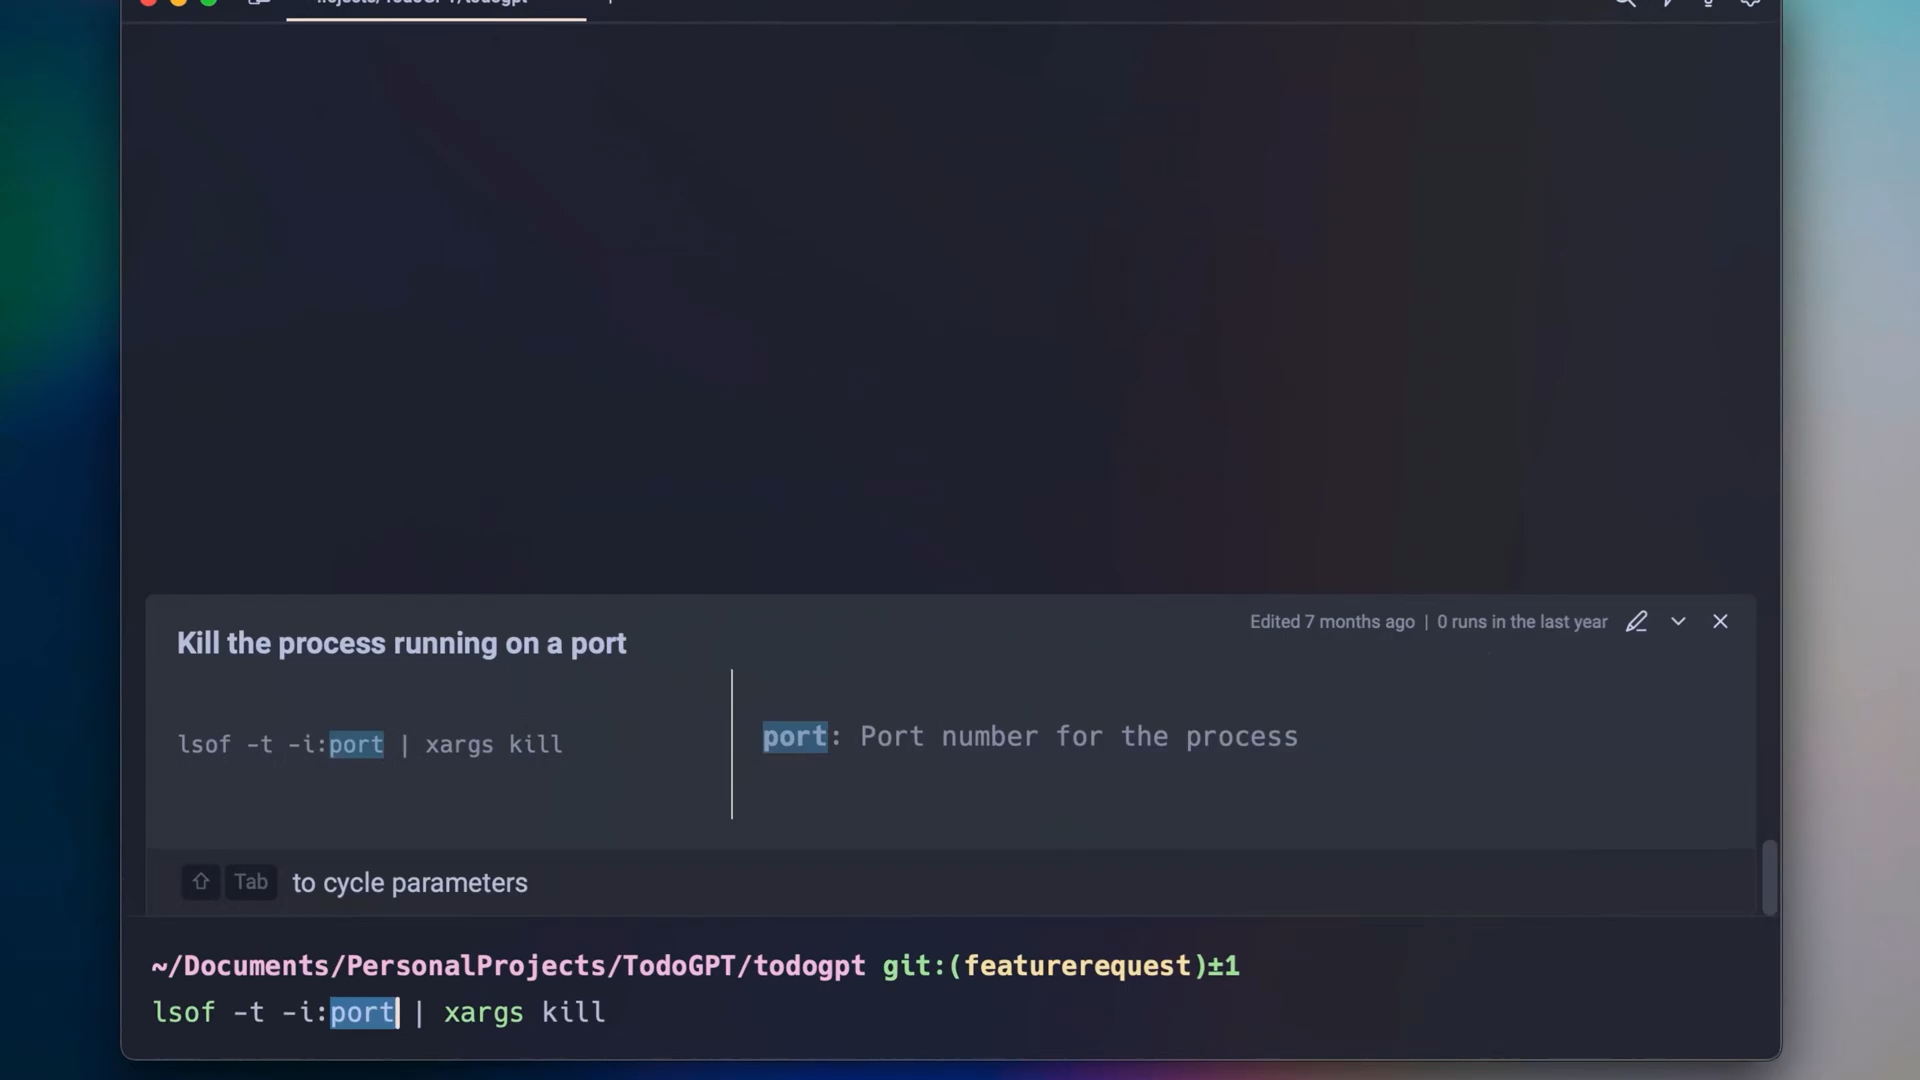 Kill the process running on a port
Edited 7 months ago | 0 runs in the last year
lsof -t -i:port | xargs kill
port: Port number for the process
⇧ Tab to cycle parameters
~/Documents/PersonalProjects/TodoGPT/todogpt git:(featurerequest)±1
lsof -t -i:port | xargs kill